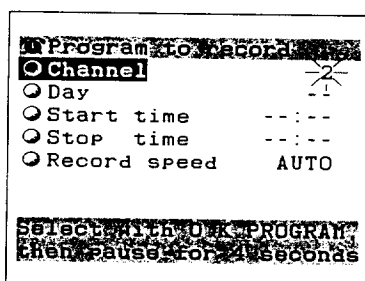 Program to record
Channel 2
Day --
Start time --:--
Stop time --:--
Record speed AUTO
Select with O.K. PROGRAM,
then pause for 4 seconds